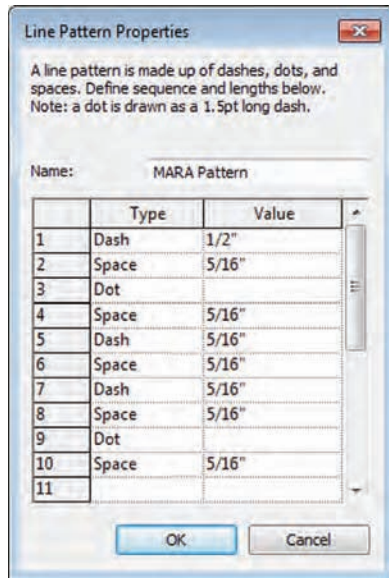 Line Pattern Properties
A line pattern is made up of dashes, dots, and
spaces. Define sequence and lengths below.
Note: a dot is drawn as a 1.5pt long dash.
Name: MARA Pattern
Type Value
1 Dash 1/2"
2 Space 5/16"
3 Dot
4 Space 5/16"
5 Dash 5/16"
6 Space 5/16"
7 Dash 5/16"
8 Space 5/16"
9 Dot
10 Space 5/16"
11
OK Cancel